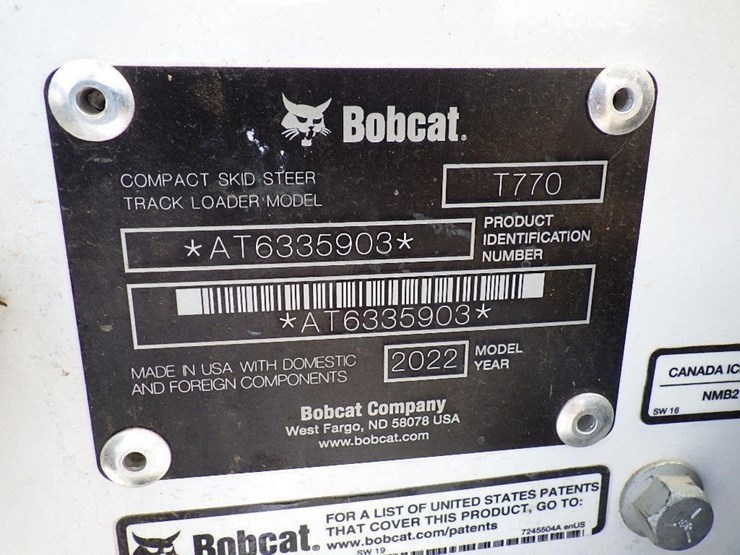 Bobcat.
COMPACT SKID STEER
TRACK LOADER MODEL
T770
*AT6335903*
PRODUCT
IDENTIFICATION
NUMBER
*AT6335903*
MADE IN USA WITH DOMESTIC
AND FOREIGN COMPONENTS
2022
MODEL
YEAR
Bobcat Company
West Fargo, ND 58078 USA
www.bobcat.com
CANADA IC
NMB2
SW 16
Bobcat.
FOR A LIST OF UNITED STATES PATENTS
THAT COVER THIS PRODUCT, GO TO:
www.bobcat.com/patents
7245504A enUS
SW 19